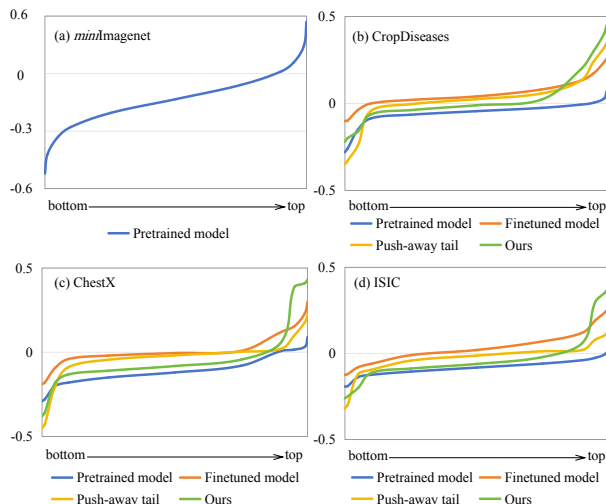 0.6
(a) miniImagenet
0
-0.3
-0.6
bottom
top
Pretrained model
0.5
(b) CropDiseases
0
-0.5
bottom
top
Pretrained model
Finetuned model
Push-away tail
Ours
0.5
(c) ChestX
0
-0.5
bottom
top
Pretrained model
Finetuned model
Push-away tail
Ours
0.5
(d) ISIC
0
-0.5
bottom
top
Pretrained model
Finetuned model
Push-away tail
Ours